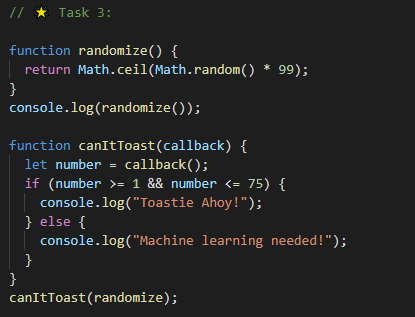 // ⭐ Task 3:
function randomize() {
  return Math.ceil(Math.random() * 99);
}
console.log(randomize());
function canItToast(callback) {
  let number = callback();
  if (number >= 1 && number <= 75) {
    console.log("Toastie Ahoy!");
  } else {
    console.log("Machine learning needed!");
  }
}
canItToast(randomize);